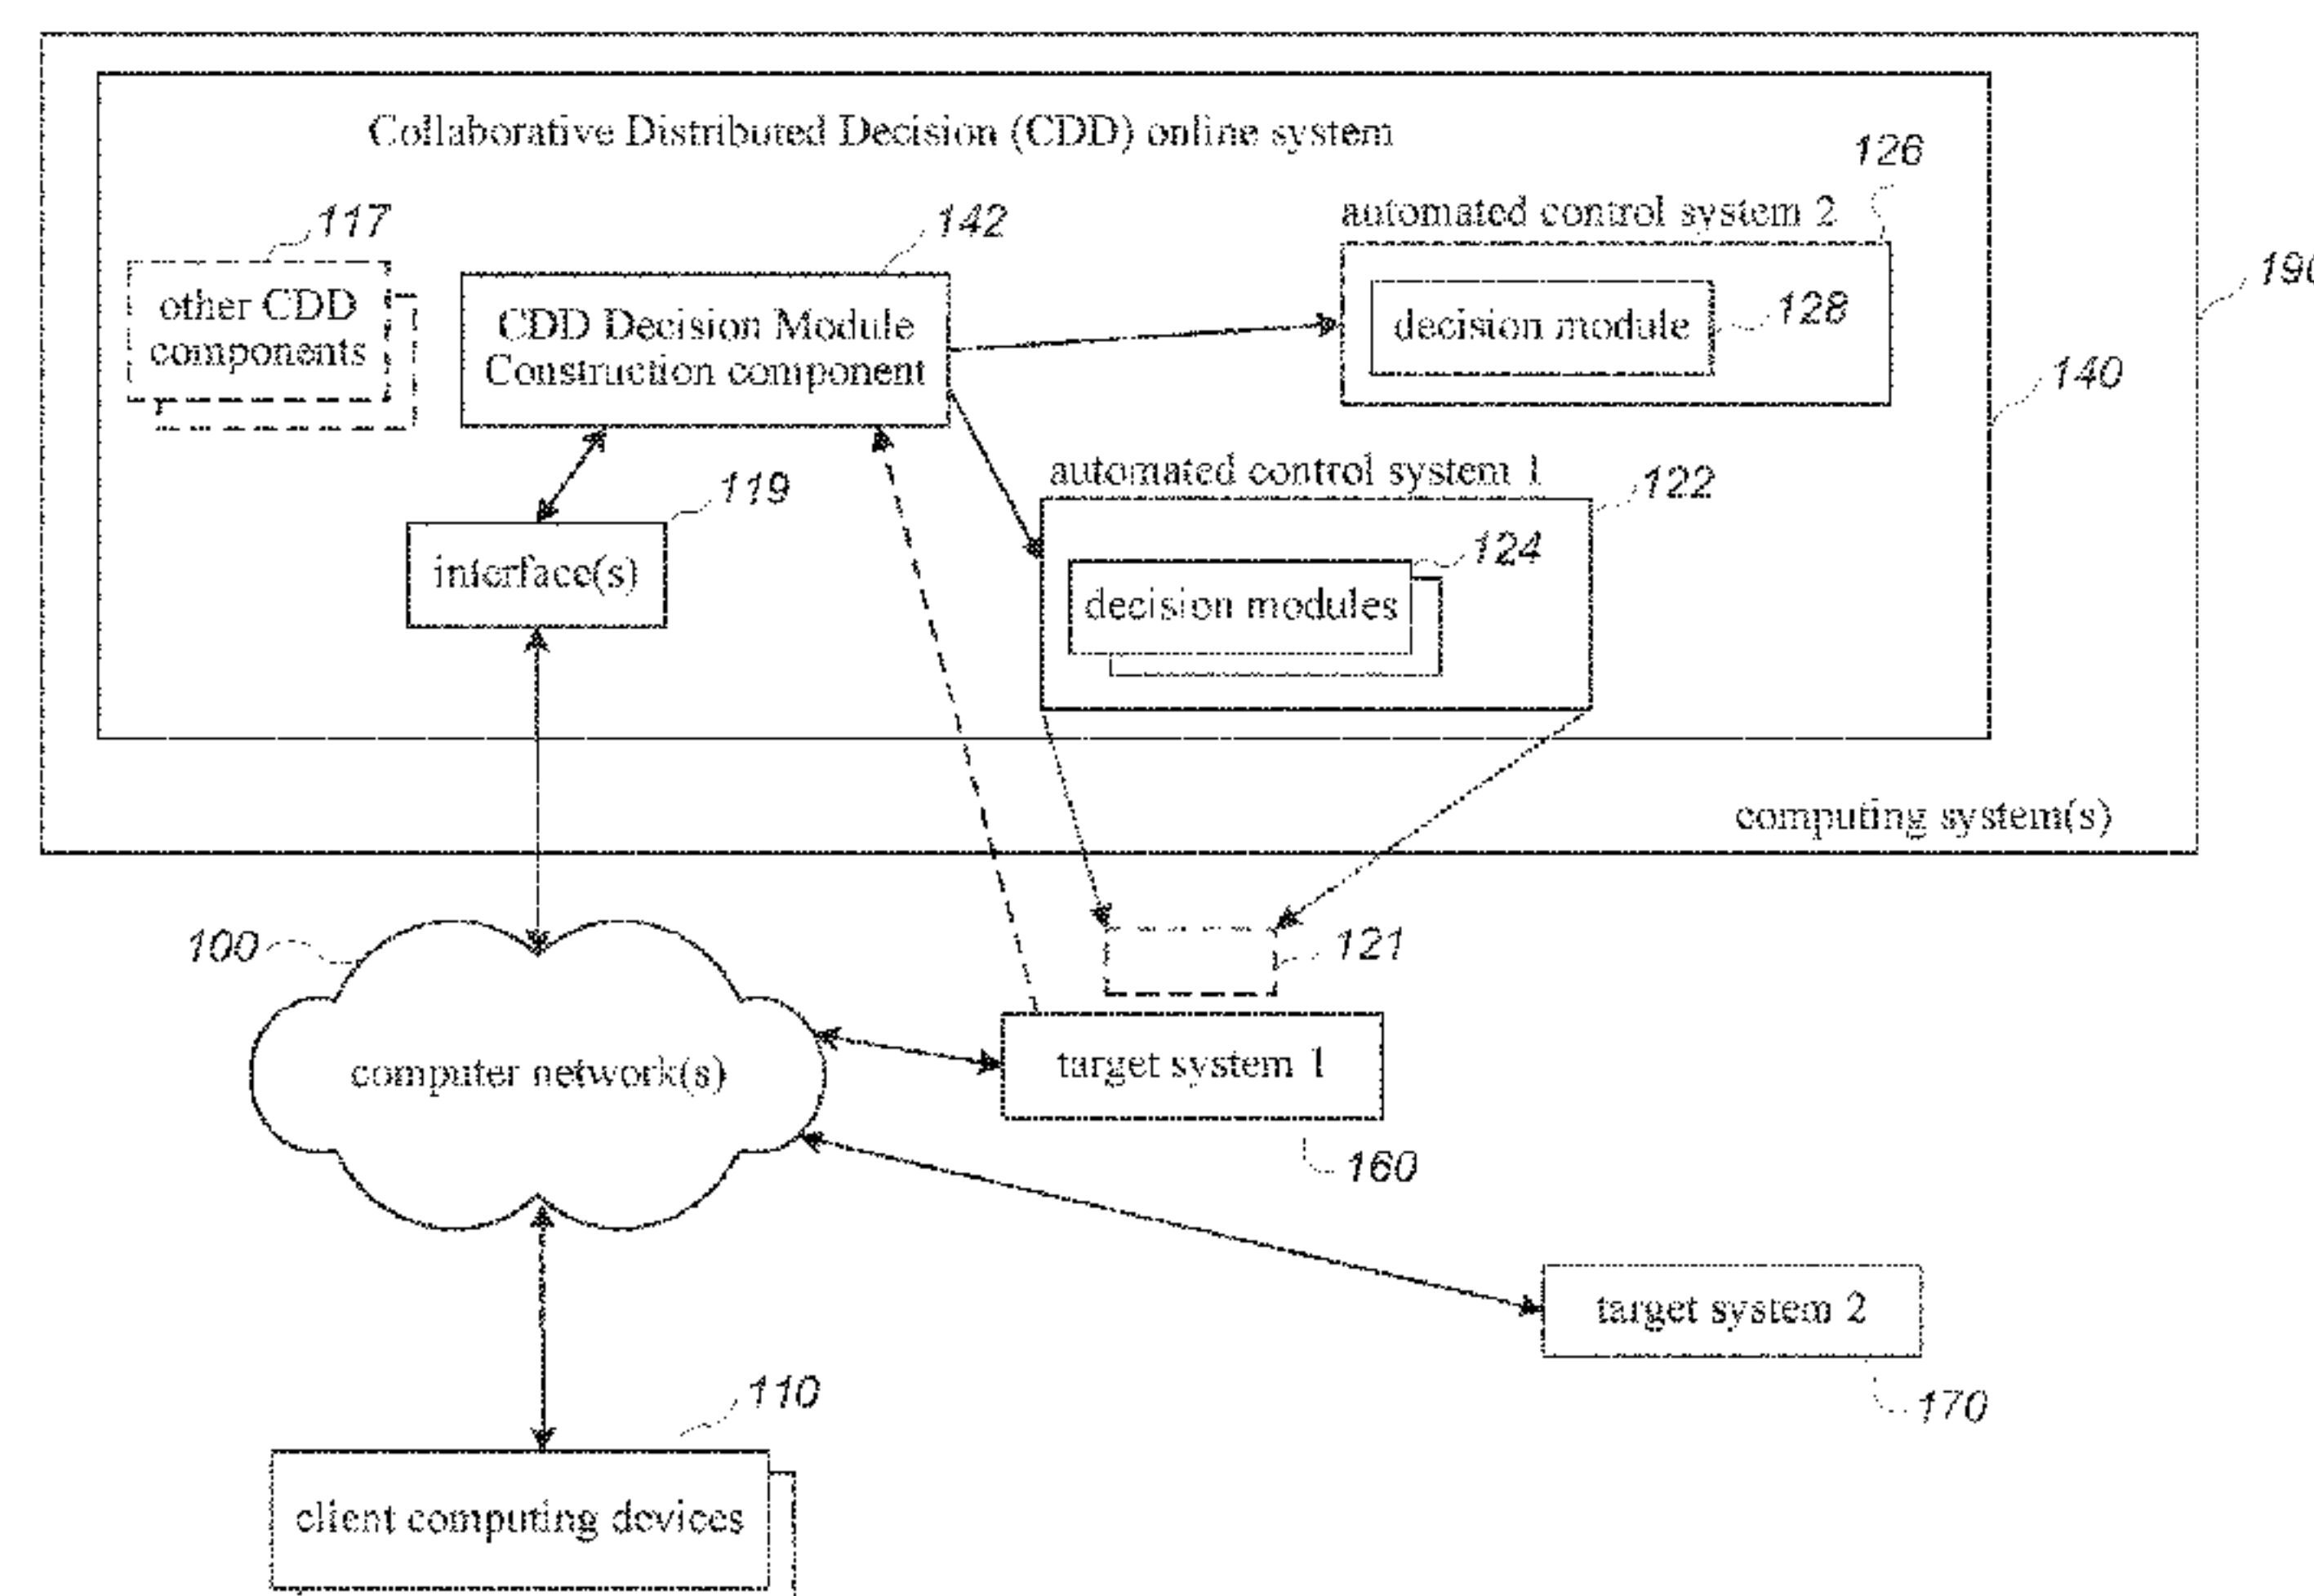 Collaborative Distributed Decision (CDD) online system
126
117
142
automated control system 2
190
other CDD
components
CDD Decision Module
Construction component
decision module
128
140
automated control system 1
119
122
interface(s)
124
decision modules
computing system(s)
100
121
computer network(s)
target system 1
160
target system 2
110
170
client computing devices